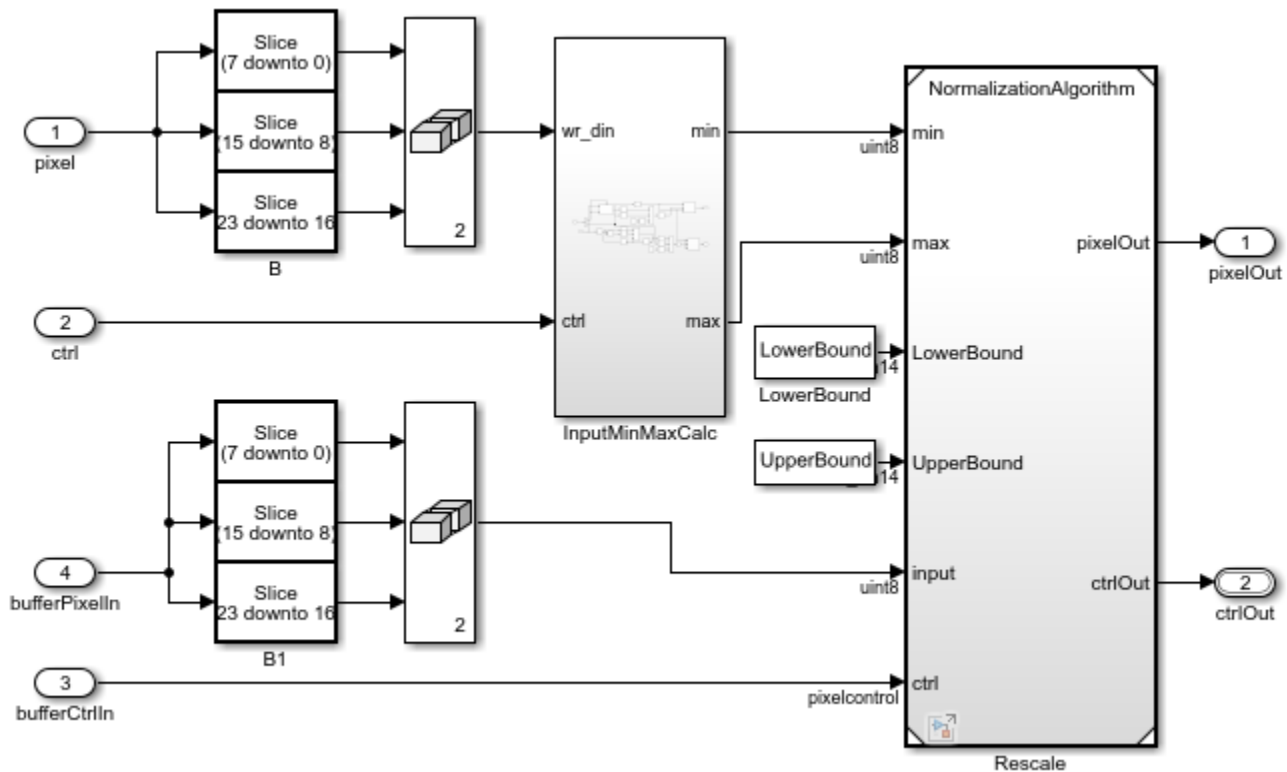 1
pixel
Slice
(7 downto 0)
Slice
(15 downto 8)
Slice
23 downto 16
B
2
wr_din
min
ctrl
max
InputMinMaxCalc
2
ctrl
NormalizationAlgorithm
uint8
min
uint8
max
LowerBound
14
LowerBound
LowerBound
UpperBound
14
UpperBound
uint8
input
pixelcontrol
ctrl
pixelOut
ctrlOut
Rescale
1
pixelOut
2
ctrlOut
4
bufferPixelIn
Slice
(7 downto 0)
Slice
(15 downto 8)
Slice
23 downto 16
B1
2
3
bufferCtrlIn